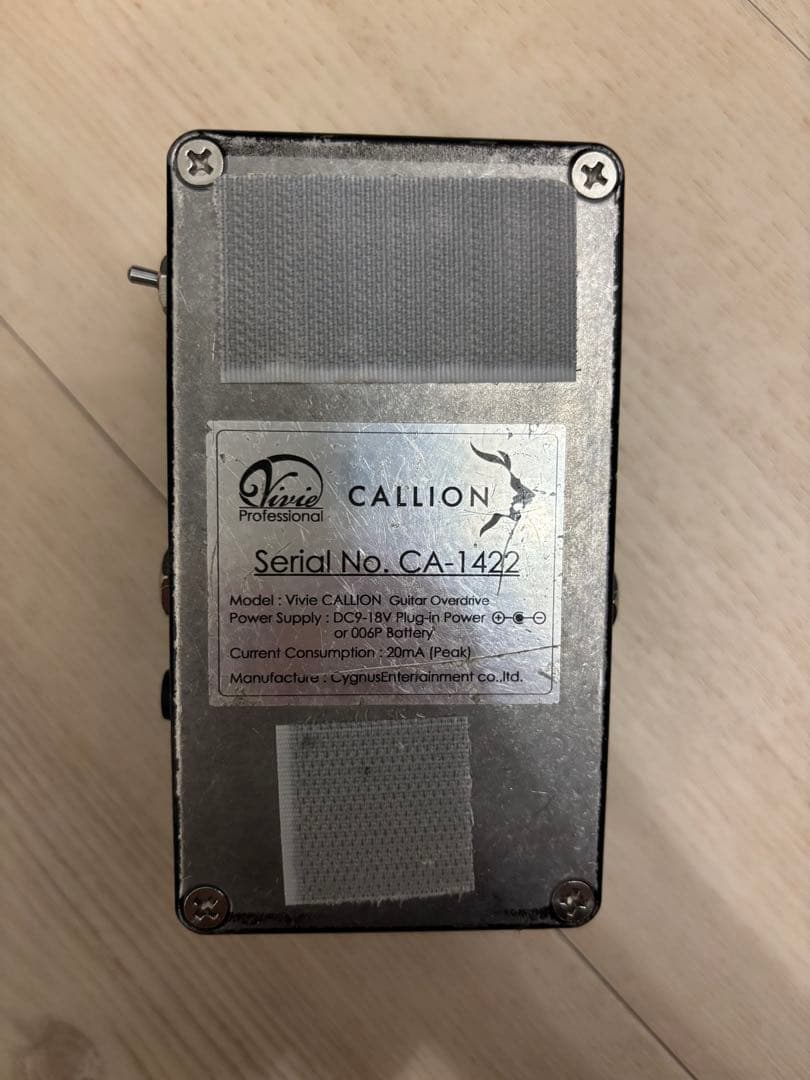 Vivie
Professional
CALLION
Serial No. CA-1422
Model : Vivie CALLION Guitar Overdrive
Power Supply : DC9-18V Plug-in Power
or 006P Battery
Current Consumption : 20mA (Peak)
Manufacture : CygnusEnterrainment co.,ltd.